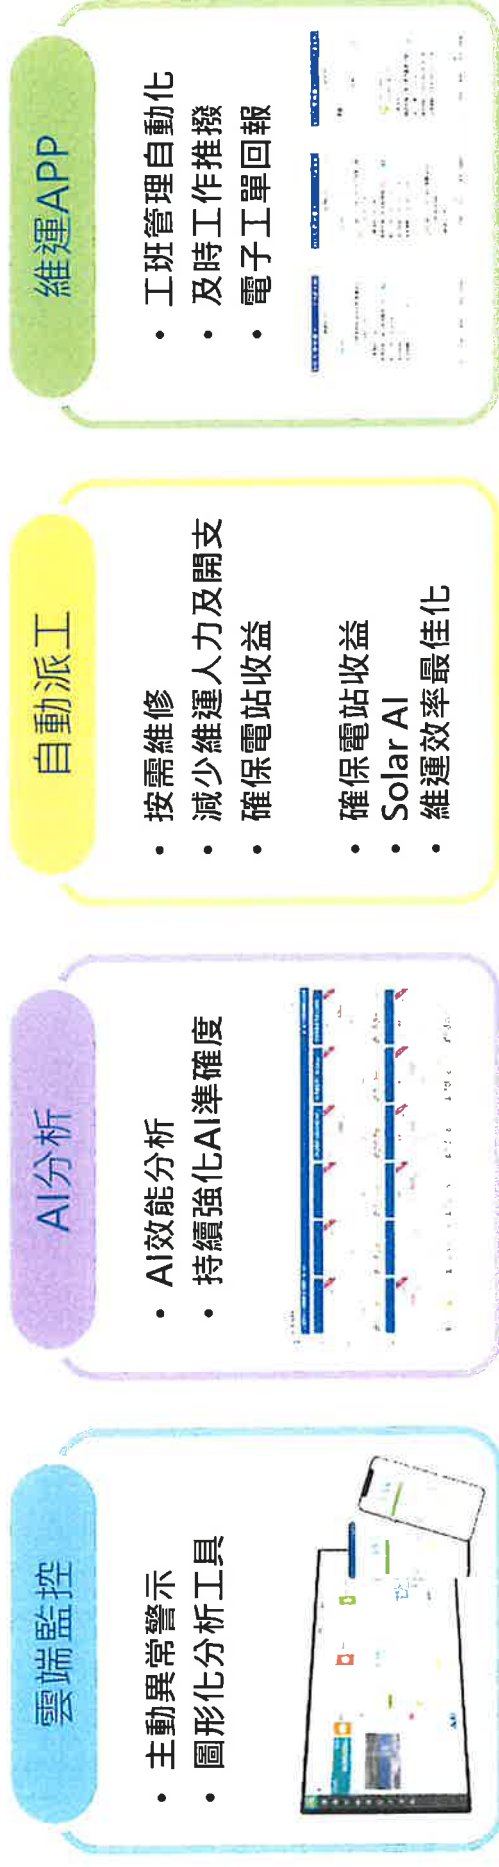 雲端監控
• 主動異常警示
• 圖形化分析工具
AI分析
• AI效能分析
• 持續強化AI準確度
自動派工
• 按需維修
• 減少維運人力及開支
• 確保電站收益
• 確保電站收益
• Solar AI
• 維運效率最佳化
維運APP
• 工班管理自動化
• 及時工作推撥
• 電子工單回報